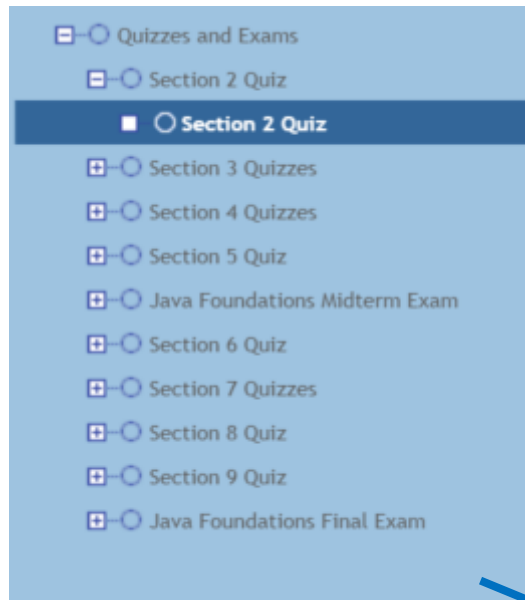 Quizzes and Exams
Section 2 Quiz
Section 2 Quiz
Section 3 Quizzes
Section 4 Quizzes
Section 5 Quiz
Java Foundations Midterm Exam
Section 6 Quiz
Section 7 Quizzes
Section 8 Quiz
Section 9 Quiz
Java Foundations Final Exam